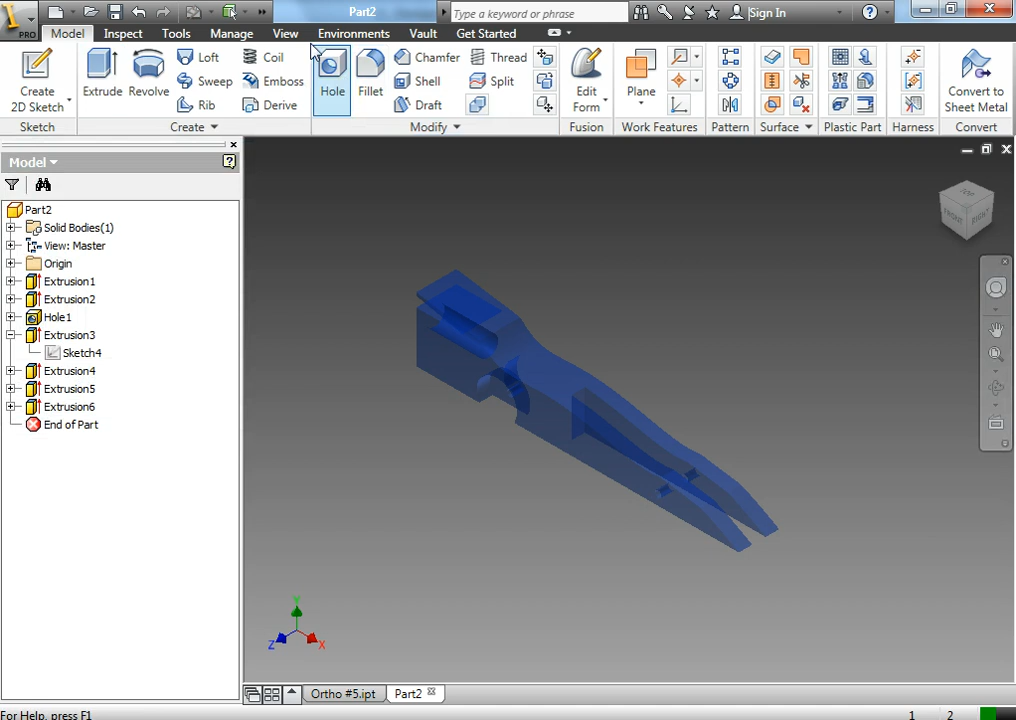 PRO
Part2
Type a keyword or phrase
Sign In
Model Inspect Tools View Manage Environments Vault Get Started
Create 2D Sketch
Extrude
Revolve
Loft
Sweep
Rib
Coil
Emboss
Derive
Hole
Fillet
Chamfer
Shell
Draft
Thread
Split
Edit Form
Plane
Convert to Sheet Metal
Sketch Create Modify Fusion Work Features Pattern Surface Plastic Part Harness Convert
Model
Part2
Solid Bodies(1)
View: Master
Origin
Extrusion1
Extrusion2
Hole1
Extrusion3
Sketch4
Extrusion4
Extrusion5
Extrusion6
End of Part
TOP
FRONT
RIGHT
Y
Z
X
Ortho #5.ipt
Part2
For Help, press F1
1 2